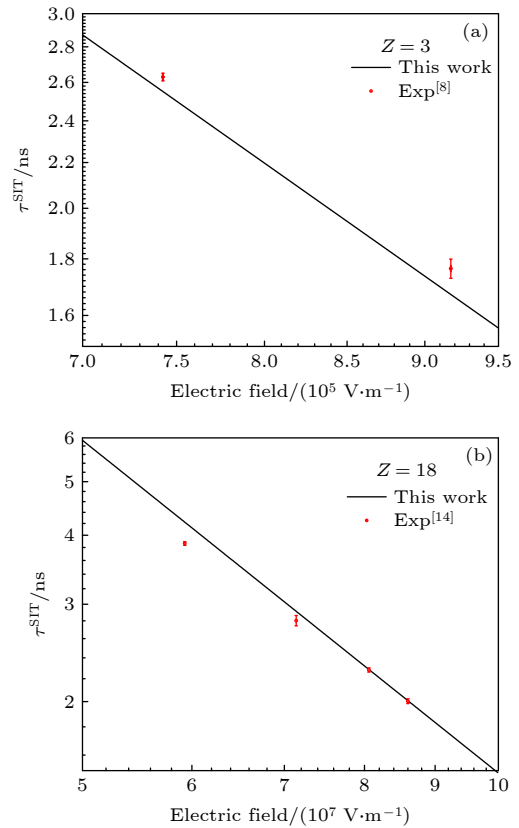 (a)
Z = 3
This work
Exp[8]
3.0
2.8
2.6
2.4
2.2
2.0
1.8
1.6
τSIT/ns
7.0 7.5 8.0 8.5 9.0 9.5
Electric field/(10⁵ V·m⁻¹)
(b)
Z = 18
This work
Exp[14]
6
5
4
3
2
τSIT/ns
5 6 7 8 9 10
Electric field/(10⁷ V·m⁻¹)